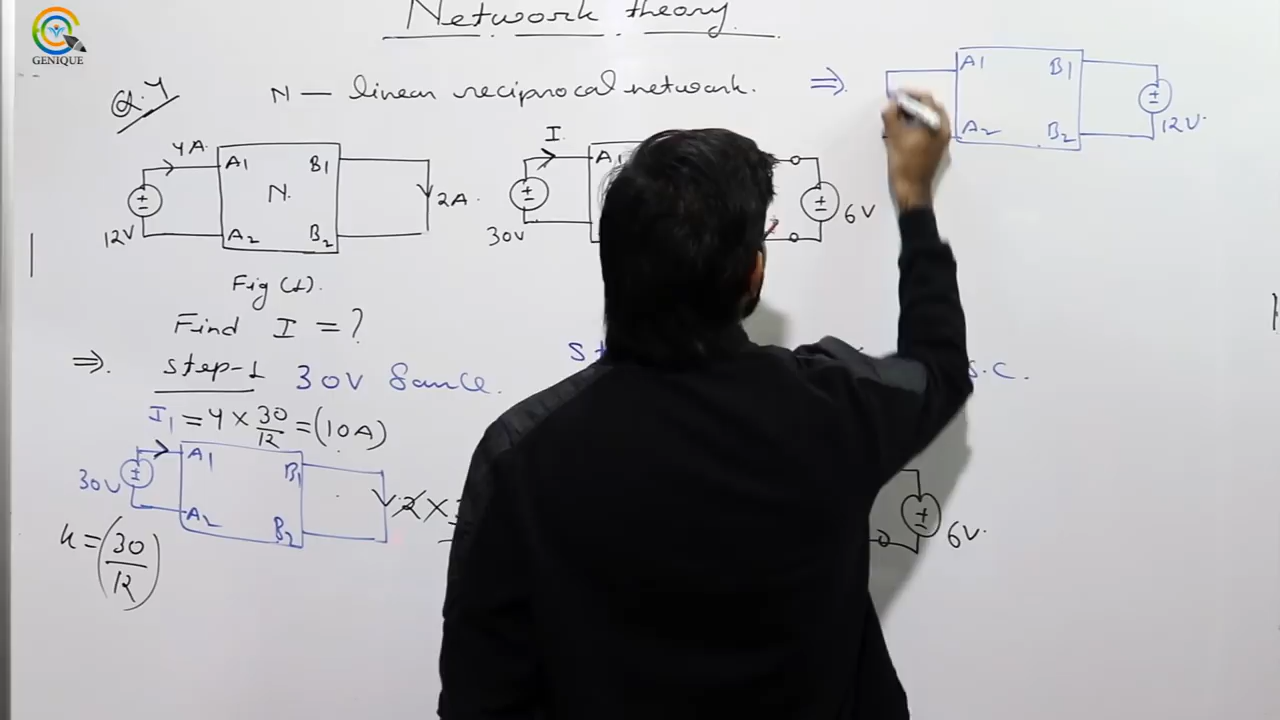 GENIQUE
Network theory
Q.4
N — linear reciprocal network. ⇒
4A
A1 B1
N
A2 B2
12V
2A
Fig (1).
I
A1
30V
6V
A1 B1
A2 B2
12V
Find I = ?
⇒ Step-1 30V Source
S.C.
I1 = 4 × 30/12 = (10A)
30V
A1 B1
A2 B2
2 ×
k = (30/12)
6V